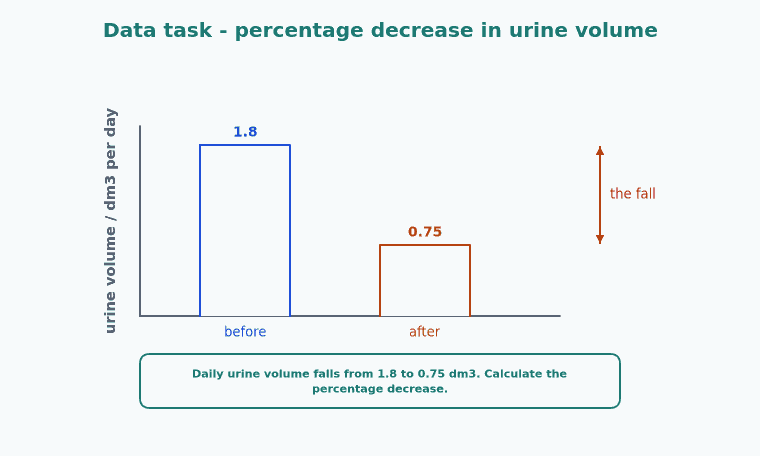 Data task - percentage decrease in urine volume
urine volume / dm3 per day
1.8
0.75
the fall
before
after
Daily urine volume falls from 1.8 to 0.75 dm3. Calculate the
percentage decrease.